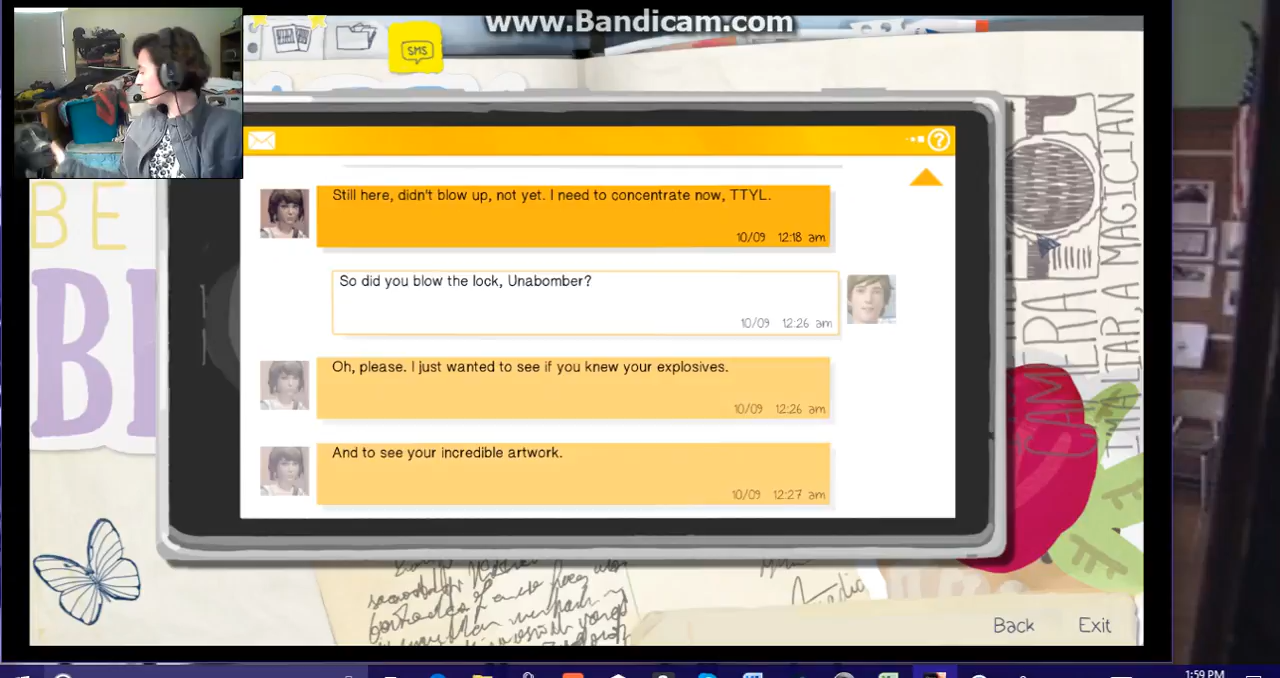 www.Bandicam.com
SMS
BE
Still here, didn't blow up, not yet. I need to concentrate now, TTYL.
10/09 12:18 am
So did you blow the lock, Unabomber?
10/09 12:26 am
Oh, please. I just wanted to see if you knew your explosives.
10/09 12:26 am
And to see your incredible artwork.
10/09 12:27 am
CAMERA
LIAR, A MAGICIAN
Back Exit
1:59 PM